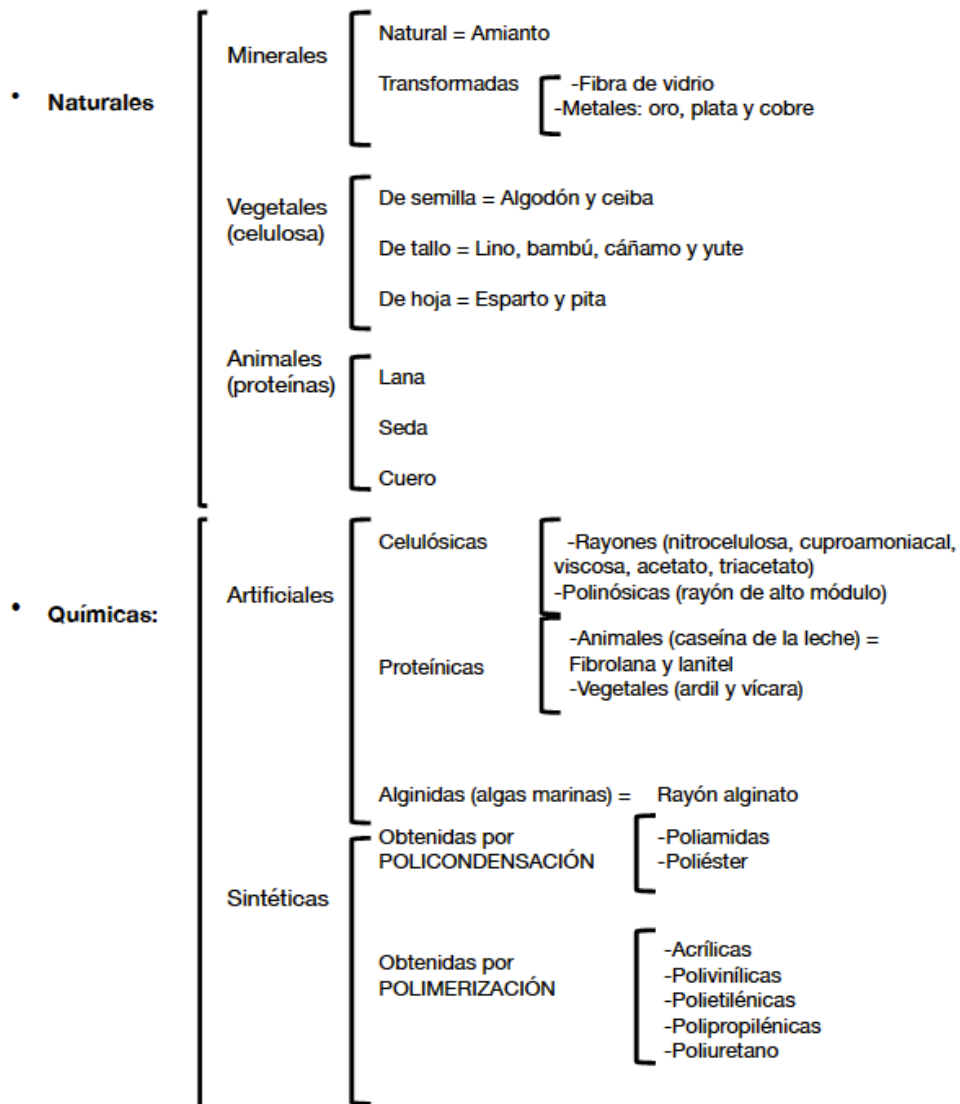 Minerales
Natural = Amianto
Transformadas
-Fibra de vidrio
-Metales: oro, plata y cobre
• Naturales
Vegetales
(celulosa)
De semilla = Algodón y ceiba
De tallo = Lino, bambú, cáñamo y yute
De hoja = Esparto y pita
Animales
(proteínas)
Lana
Seda
Cuero
• Químicas:
Artificiales
Celulósicas
-Rayones (nitrocelulosa, cuproamoniacal,
viscosa, acetato, triacetato)
-Polinósicas (rayón de alto módulo)
Proteínicas
-Animales (caseína de la leche) =
Fibrolana y lanitel
-Vegetales (ardil y vícara)
Alginidas (algas marinas) = Rayón alginato
Sintéticas
Obtenidas por
POLICONDENSACIÓN
-Poliamidas
-Poliéster
Obtenidas por
POLIMERIZACIÓN
-Acrílicas
-Polivinílicas
-Polietilénicas
-Polipropilénicas
-Poliuretano